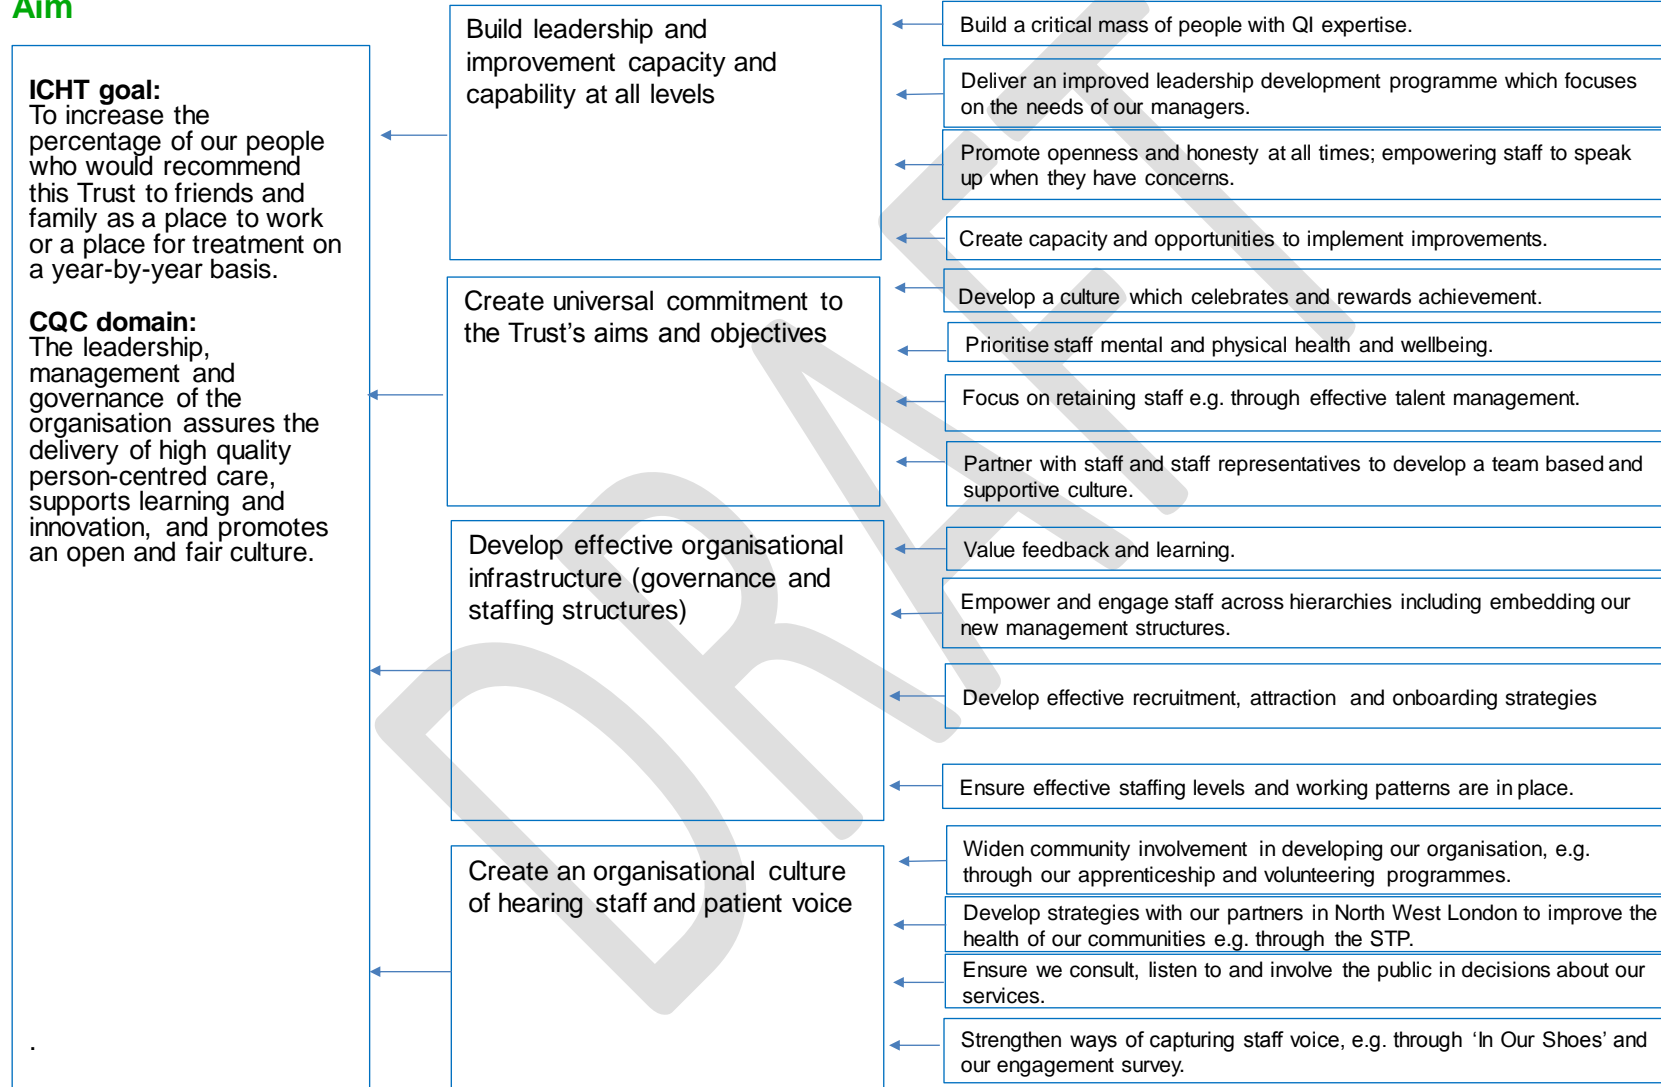 Aim
ICHT goal:
To increase the
percentage of our people
who would recommend
this Trust to friends and
family as a place to work
or a place for treatment on
a year-by-year basis.
CQC domain:
The leadership,
management and
governance of the
organisation assures the
delivery of high quality
person-centred care,
supports learning and
innovation, and promotes
an open and fair culture.
.
Build leadership and
improvement capacity and
capability at all levels
Create universal commitment to
the Trust’s aims and objectives
Develop effective organisational
infrastructure (governance and
staffing structures)
Create an organisational culture
of hearing staff and patient voice
Build a critical mass of people with QI expertise.
Deliver an improved leadership development programme which focuses
on the needs of our managers.
Promote openness and honesty at all times; empowering staff to speak
up when they have concerns.
Create capacity and opportunities to implement improvements.
Develop a culture which celebrates and rewards achievement.
Prioritise staff mental and physical health and wellbeing.
Focus on retaining staff e.g. through effective talent management.
Partner with staff and staff representatives to develop a team based and
supportive culture.
Value feedback and learning.
Empower and engage staff across hierarchies including embedding our
new management structures.
Develop effective recruitment, attraction and onboarding strategies
Ensure effective staffing levels and working patterns are in place.
Widen community involvement in developing our organisation, e.g.
through our apprenticeship and volunteering programmes.
Develop strategies with our partners in North West London to improve the
health of our communities e.g. through the STP.
Ensure we consult, listen to and involve the public in decisions about our
services.
Strengthen ways of capturing staff voice, e.g. through ‘In Our Shoes’ and
our engagement survey.
DRAFT